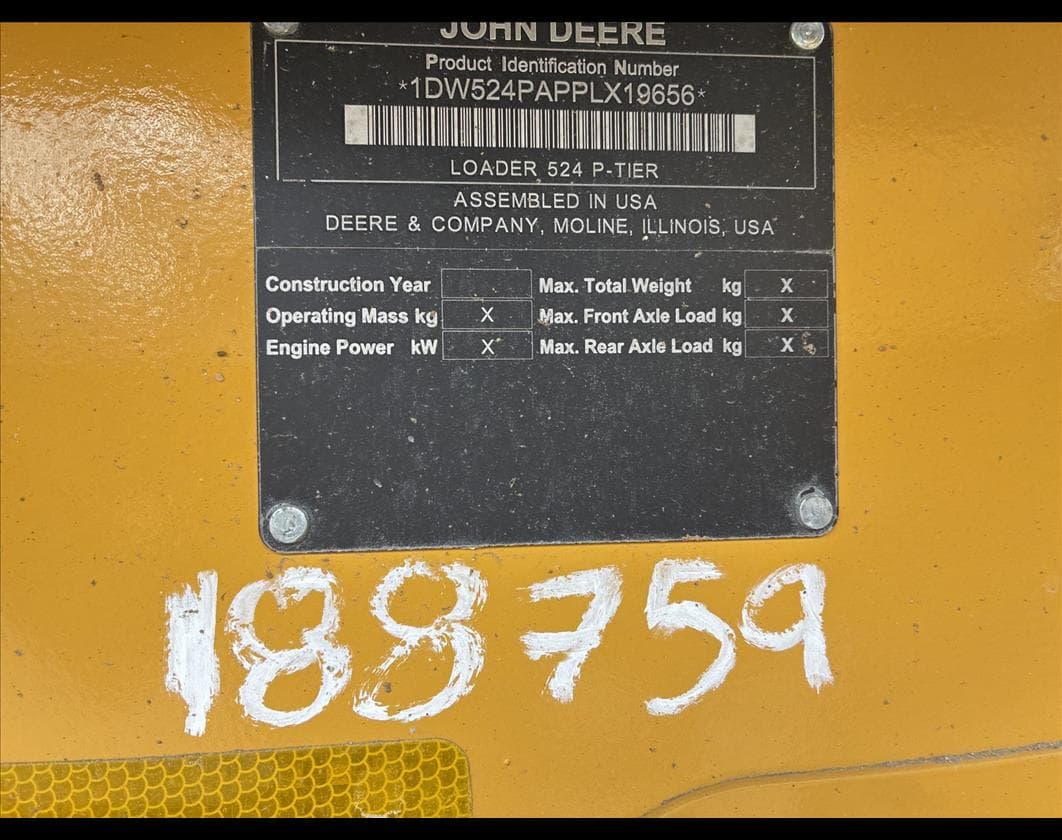 JOHN DEERE
Product Identification Number
*1DW524PAPPLX19656*
LOADER 524 P-TIER
ASSEMBLED IN USA
DEERE & COMPANY, MOLINE, ILLINOIS, USA
Construction Year Max. Total Weight kg X
Operating Mass kg X Max. Front Axle Load kg X
Engine Power kW X Max. Rear Axle Load kg X
188759